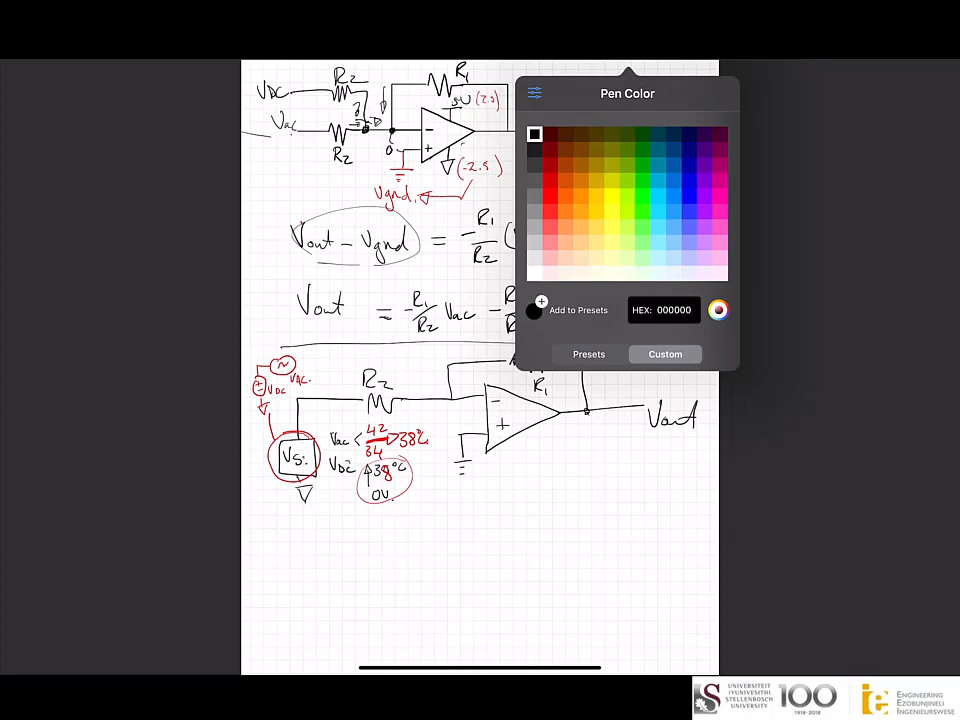 VDC R2 R1
5V (2.5)
Vac
R2 0 (-2.5)
Vgnd.
Vout - Vgnd = -R1/R2 (
Vout = -R1/R2 Vac -
Pen Color
Add to Presets HEX: 000000
Presets Custom
VAC.
VDC R2 R1
Vout
Vac < 42/34 > 38°C
Vs:
VDC 38°C
0V.
UNIVERSITEIT
IYUNIVESITHI
STELLENBOSCH
UNIVERSITY
100
1918·2018
ie
ENGINEERING
EZOBUNJINELI
INGENIEURSWESE